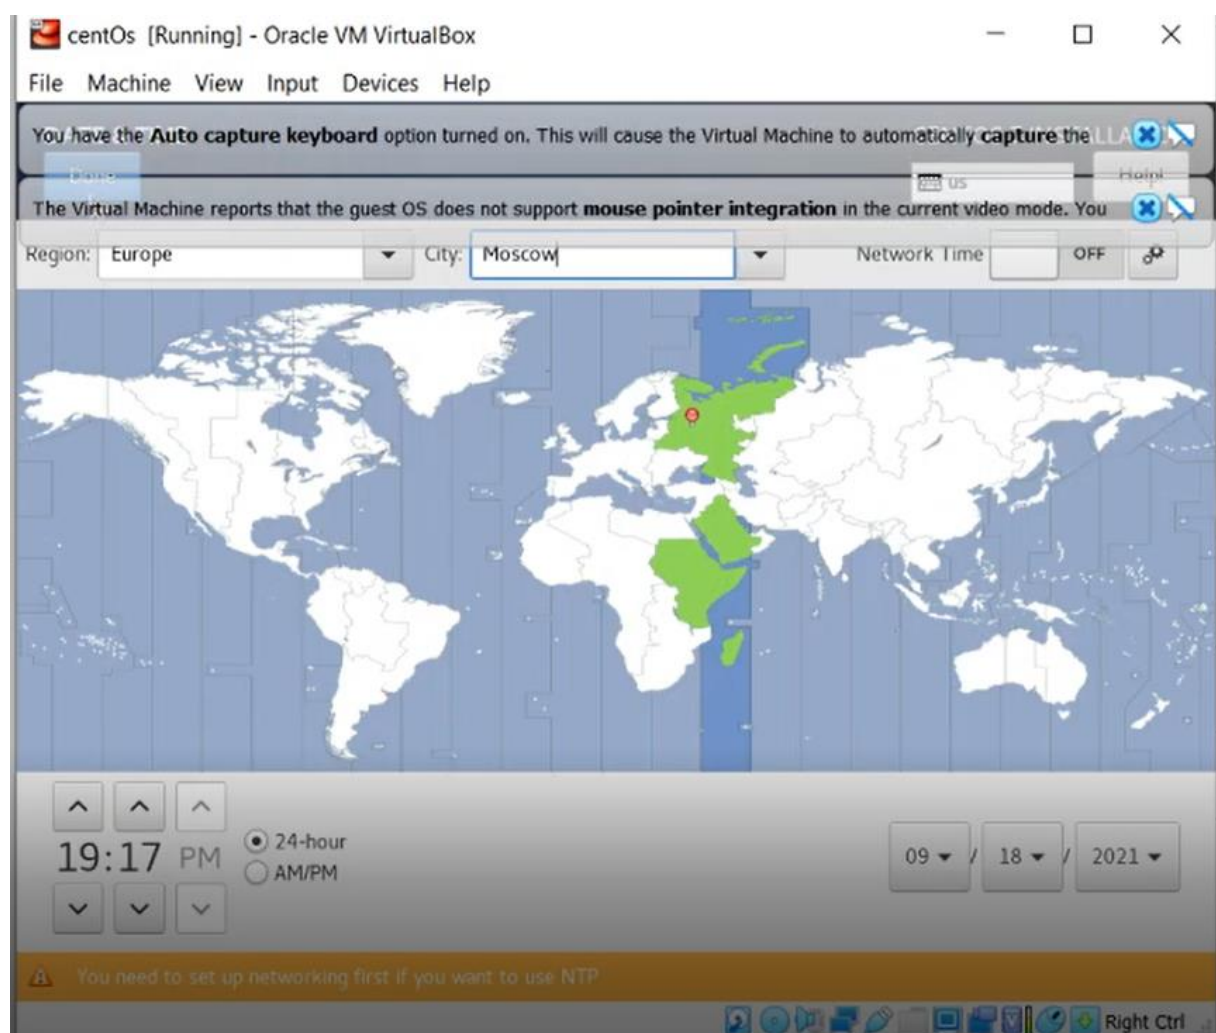 centOs [Running] - Oracle VM VirtualBox
File Machine View Input Devices Help
You have the Auto capture keyboard option turned on. This will cause the Virtual Machine to automatically capture the
Done
us
Help!
The Virtual Machine reports that the guest OS does not support mouse pointer integration in the current video mode. You
Region: Europe City: Moscow Network Time OFF
19:17 PM
24-hour
AM/PM
09 / 18 / 2021
You need to set up networking first if you want to use NTP
Right Ctrl